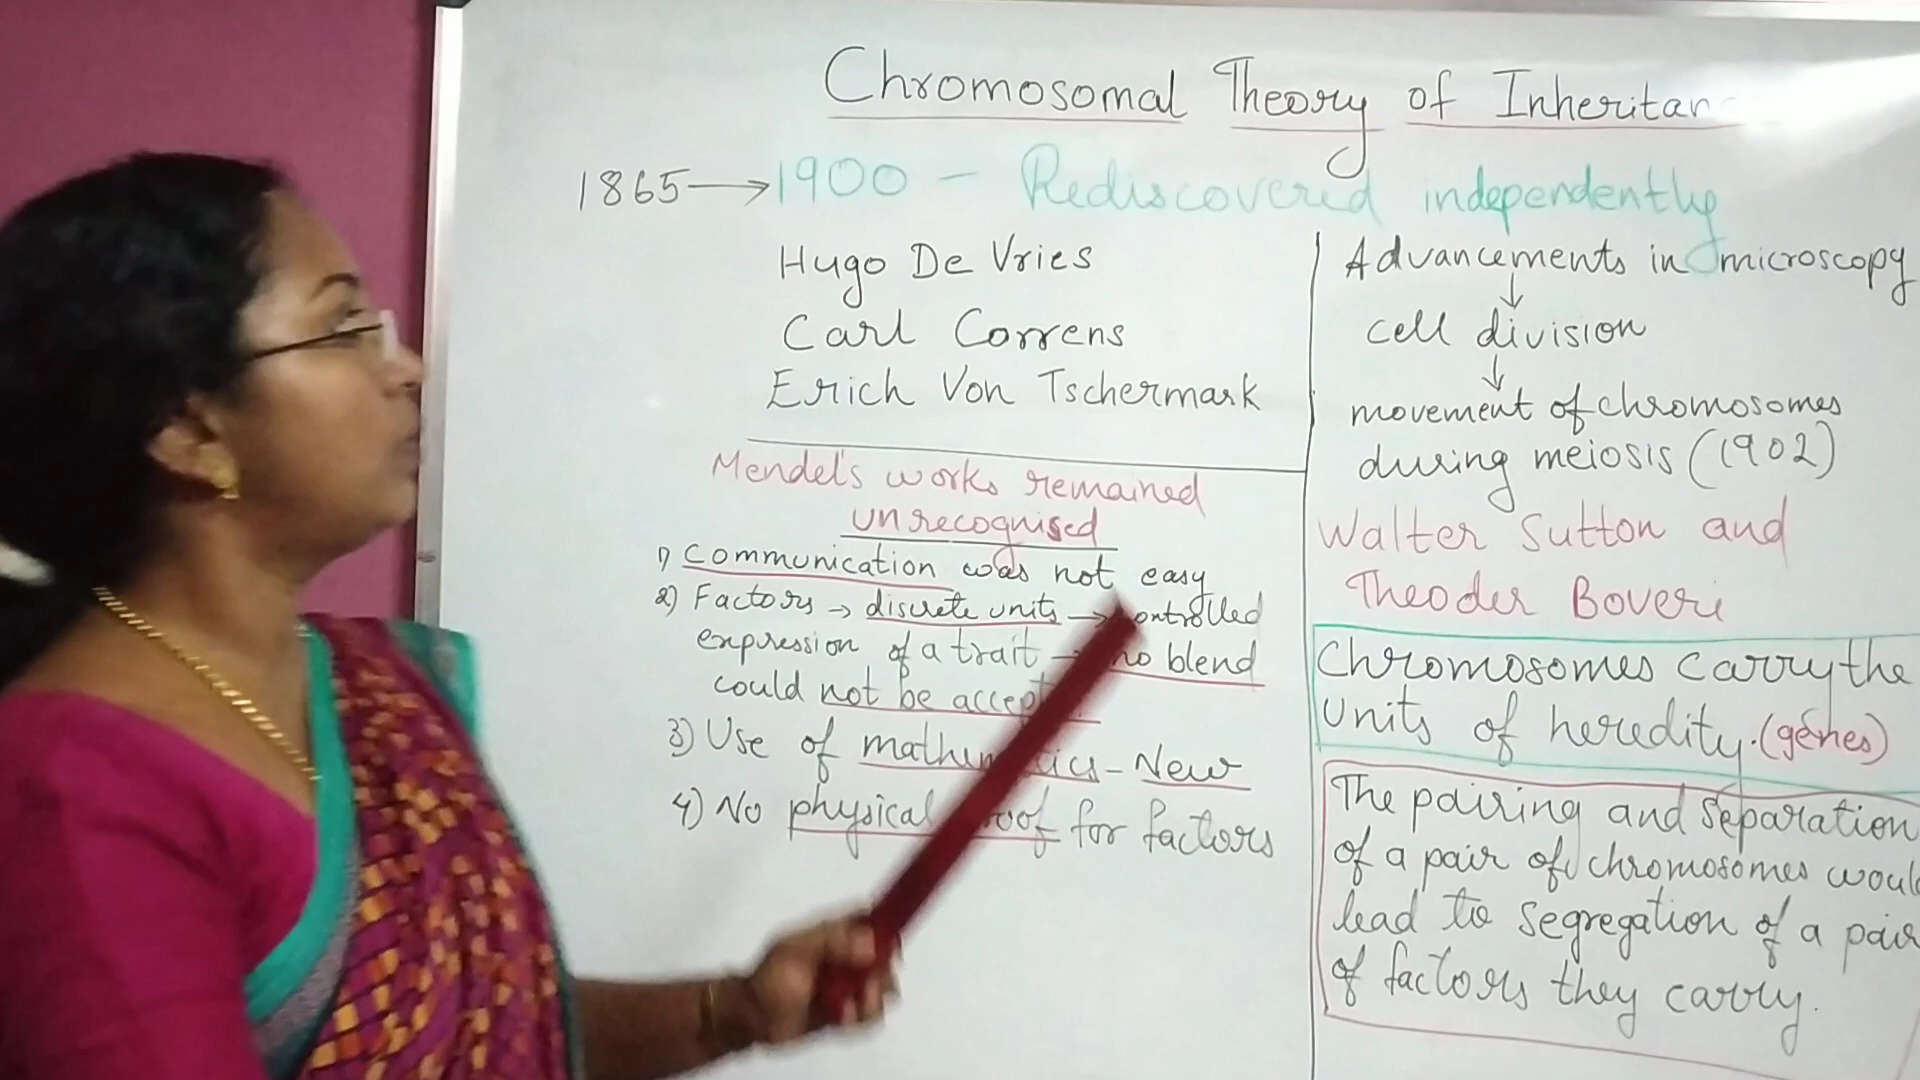 Chromosomal Theory of Inheritan
1865→1900 - Rediscovered independently
Hugo De Vries
Carl Correns
Erich Von Tschermark
Mendel's works remained
unrecognised
1) Communication was not easy
2) Factors → discrete units → controlled
expression of a trait → no blend
could not be accep
3) Use of mathematics - New
4) No physical proof for factors
Advancements in microscopy
↓
cell division
↓
movement of chromosomes
during meiosis (1902)
Walter Sutton and
Theoder Boveri
Chromosomes carry the
units of heredity. (genes)
The pairing and separation
of a pair of chromosomes would
lead to segregation of a pair
of factors they carry.